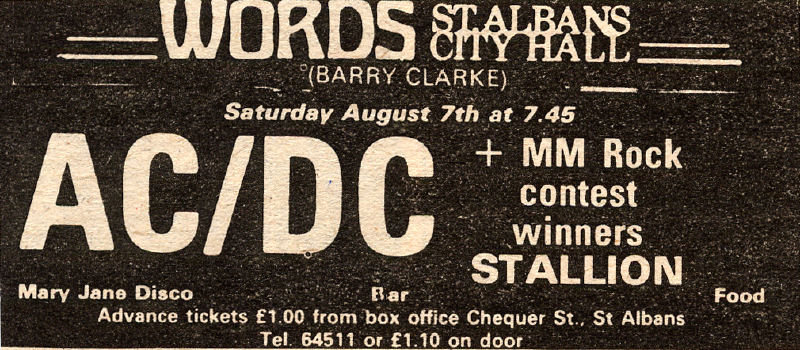 WORDS ST. ALBANS
CITY HALL
(BARRY CLARKE)
Saturday August 7th at 7.45
AC/DC
+ MM Rock
contest
winners
STALLION
Mary Jane Disco Bar Food
Advance tickets £1.00 from box office Chequer St., St Albans
Tel. 64511 or £1.10 on door